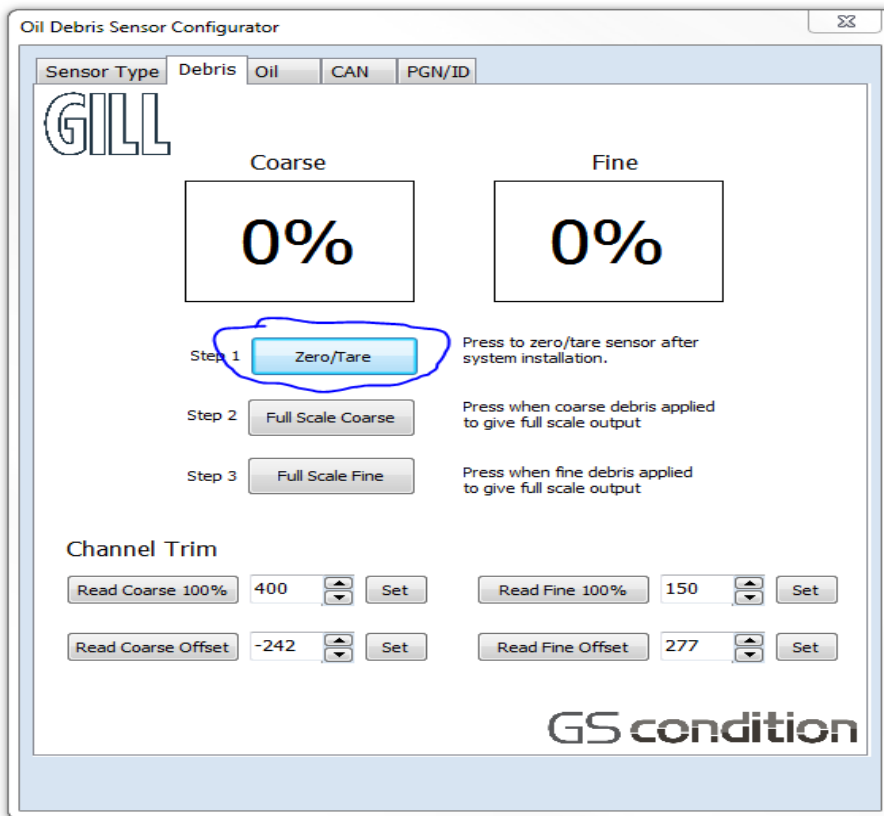 Oil Debris Sensor Configurator
Sensor Type Debris Oil CAN PGN/ID
GILL
Coarse Fine
0% 0%
Step 1 Zero/Tare Press to zero/tare sensor after
system installation.
Step 2 Full Scale Coarse Press when coarse debris applied
to give full scale output
Step 3 Full Scale Fine Press when fine debris applied
to give full scale output
Channel Trim
Read Coarse 100% 400 Set Read Fine 100% 150 Set
Read Coarse Offset -242 Set Read Fine Offset 277 Set
GS condition